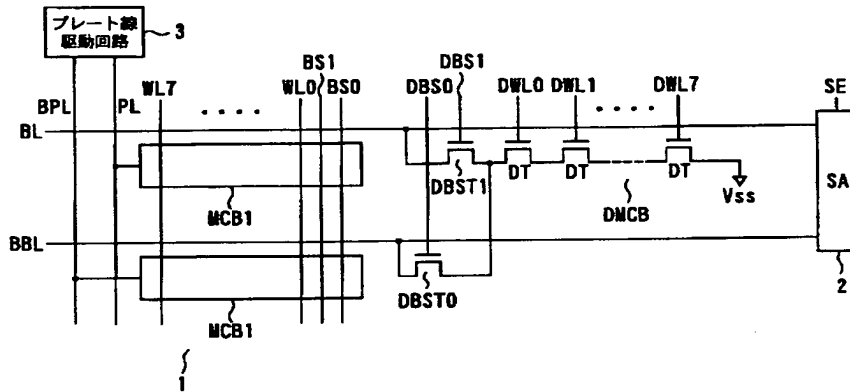 プレート線
駆動回路
3
BS1
DBS1
WL7
WL0
BS0
DBS0
DWL0
DWL1
DWL7
SE
BPL
PL
BL
DBST1
DT
DT
DT
Vss
SA
MCB1
DMCB
BBL
DBST0
2
MCB1
1